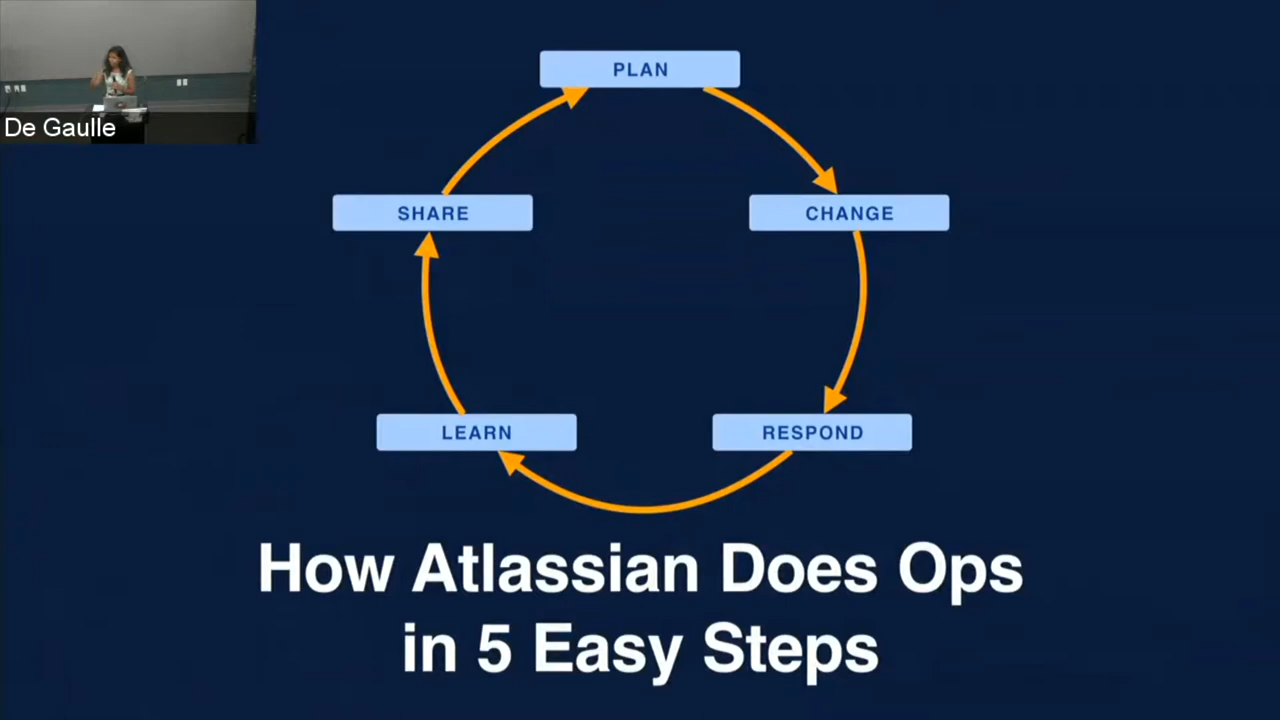 De Gaulle
PLAN
SHARE
CHANGE
LEARN
RESPOND
How Atlassian Does Ops
in 5 Easy Steps